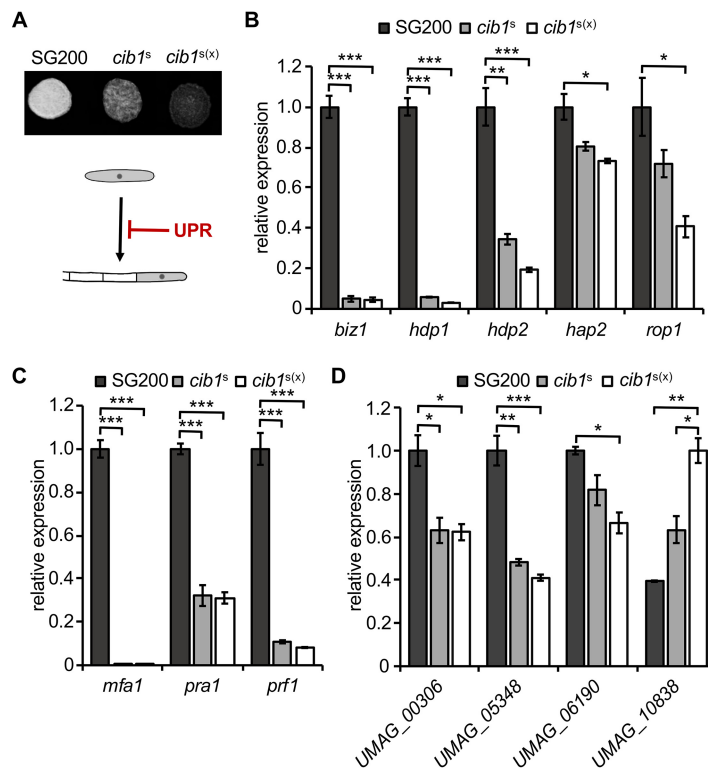 A
SG200 cib1ˢ cib1ˢ⁽ˣ⁾
UPR
B
SG200 cib1ˢ cib1ˢ⁽ˣ⁾
relative expression
1.2
1.0
0.8
0.6
0.4
0.2
0
*** *** *** *** *** ** * *
biz1 hdp1 hdp2 hap2 rop1
C
SG200 cib1ˢ cib1ˢ⁽ˣ⁾
relative expression
1.2
1.0
0.8
0.6
0.4
0.2
0
*** *** *** *** *** ***
mfa1 pra1 prf1
D
SG200 cib1ˢ cib1ˢ⁽ˣ⁾
relative expression
1.2
1.0
0.8
0.6
0.4
0.2
0
* * *** ** * ** *
UMAG_00306 UMAG_05348 UMAG_06190 UMAG_10838